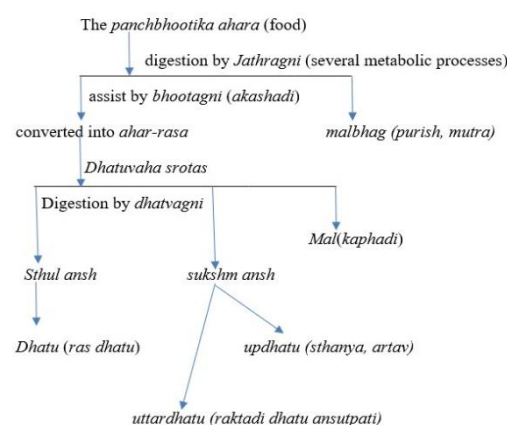 The panchbhootika ahara (food)
digestion by Jathragni (several metabolic processes)
assist by bhootagni (akashadi)
converted into ahar-rasa
malbhag (purish, mutra)
Dhatuvaha srotas
Digestion by dhatvagni
Mal(kaphadi)
Sthul ansh
sukshm ansh
Dhatu (ras dhatu)
updhatu (sthanya, artav)
uttardhatu (raktadi dhatu ansutpati)